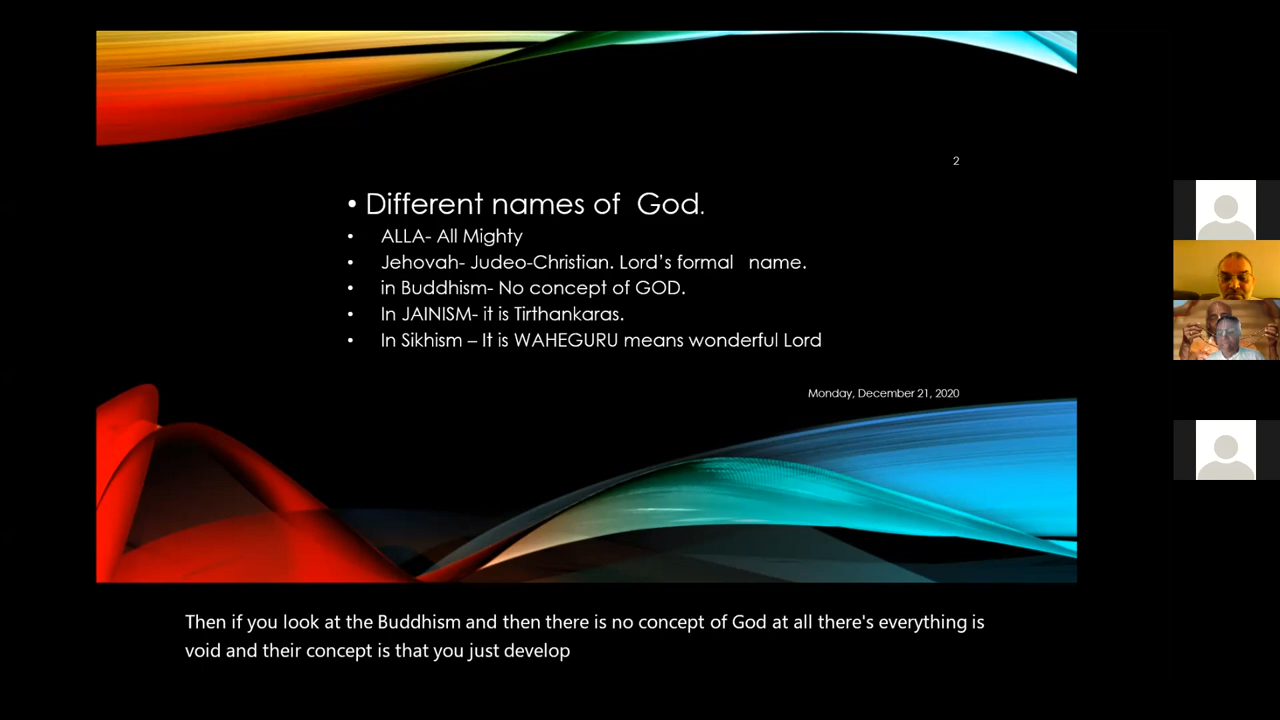 2
• Different names of God.
• ALLA- All Mighty
• Jehovah- Judeo-Christian. Lord's formal name.
• in Buddhism- No concept of GOD.
• In JAINISM- it is Tirthankaras.
• In Sikhism – It is WAHEGURU means wonderful Lord
Monday, December 21, 2020
Then if you look at the Buddhism and then there is no concept of God at all there's everything is
void and their concept is that you just develop